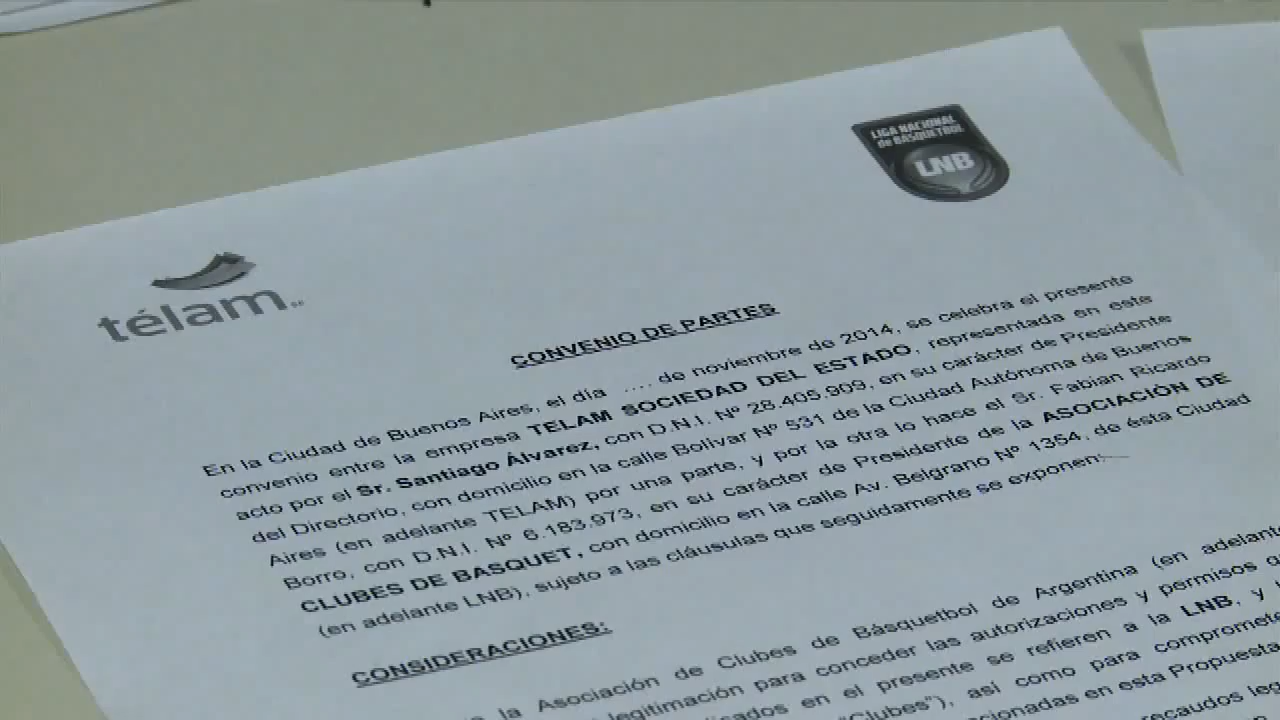 LIGA NACIONAL
de BÁSQUETBOL
LNB
télam
CONVENIO DE PARTES
En la Ciudad de Buenos Aires, el día .... de noviembre de 2014, se celebra el presente
convenio entre la empresa TELAM SOCIEDAD DEL ESTADO, representada en este
acto por el Sr. Santiago Álvarez, con D.N.I. Nº 28.405.909, en su carácter de Presidente
del Directorio, con domicilio en la calle Bolívar Nº 531 de la Ciudad Autónoma de Buenos
Aires (en adelante TELAM) por una parte, y por la otra lo hace el Sr. Fabian Ricardo
Borro, con D.N.I. Nº 6.183.973, en su carácter de Presidente de la ASOCIACIÓN DE
CLUBES DE BASQUET, con domicilio en la calle Av. Belgrano Nº 1354, de ésta Ciudad
(en adelante LNB), sujeto a las cláusulas que seguidamente se exponen:
CONSIDERACIONES:
la Asociación de Clubes de Básquetbol de Argentina (en adelante
legitimación para conceder las autorizaciones y permisos
en el presente se refieren a la LNB, y
"Clubes"), así como para
en esta Propuesta
recaudos